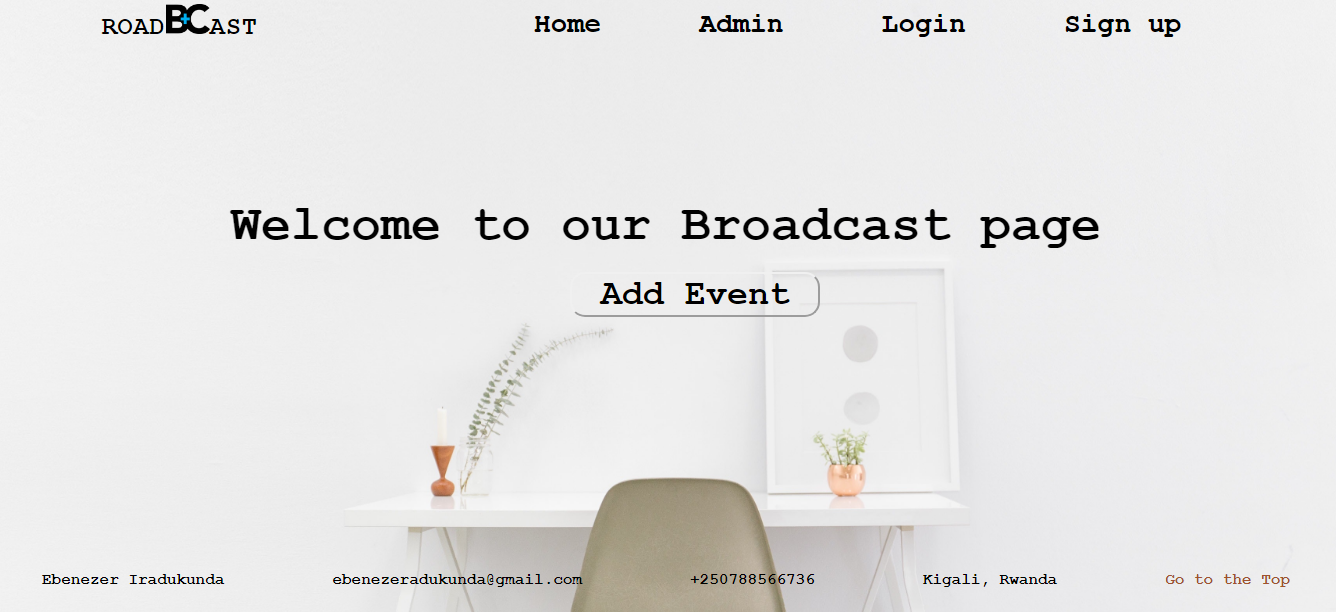 ROADBCAST Home Admin Login Sign up
Welcome to our Broadcast page
Add Event
Ebenezer Iradukunda ebenezeradukunda@gmail.com +250788566736 Kigali, Rwanda Go to the Top